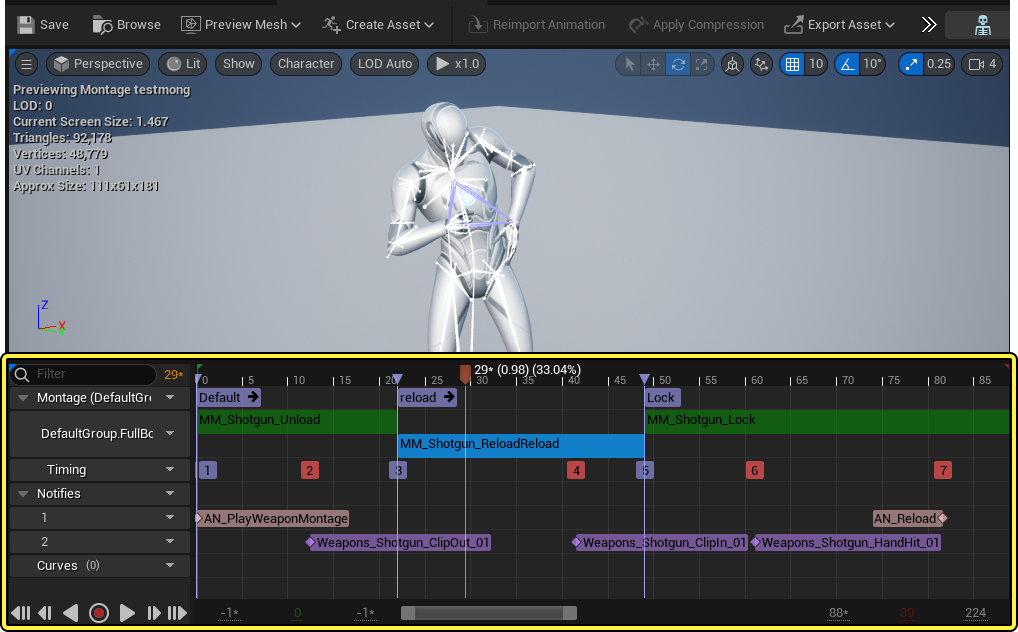 Save Browse Preview Mesh Create Asset Reimport Animation Apply Compression Export Asset
Perspective Lit Show Character LOD Auto x1.0 10 10° 0.25 4
Previewing Montage testmong
LOD: 0
Current Screen Size: 1.467
Triangles: 92,178
Vertices: 48,779
UV Channels: 1
Approx Size: 111x61x181
Z
X
Y
29* (0.98) (33.04%)
Filter 29* 0 5 10 15 20 25 30 35 40 45 50 55 60 65 70 75 80 85
Montage (DefaultGr Default reload Lock
MM_Shotgun_Unload MM_Shotgun_Lock
DefaultGroup.FullBo
MM_Shotgun_ReloadReload
Timing 1 2 3 4 5 6 7
Notifies
1 AN_PlayWeaponMontage AN_Reload
2 Weapons_Shotgun_ClipOut_01 Weapons_Shotgun_ClipIn_01 Weapons_Shotgun_HandHit_01
Curves (0)
-1* 0 -1* 88* 89 224